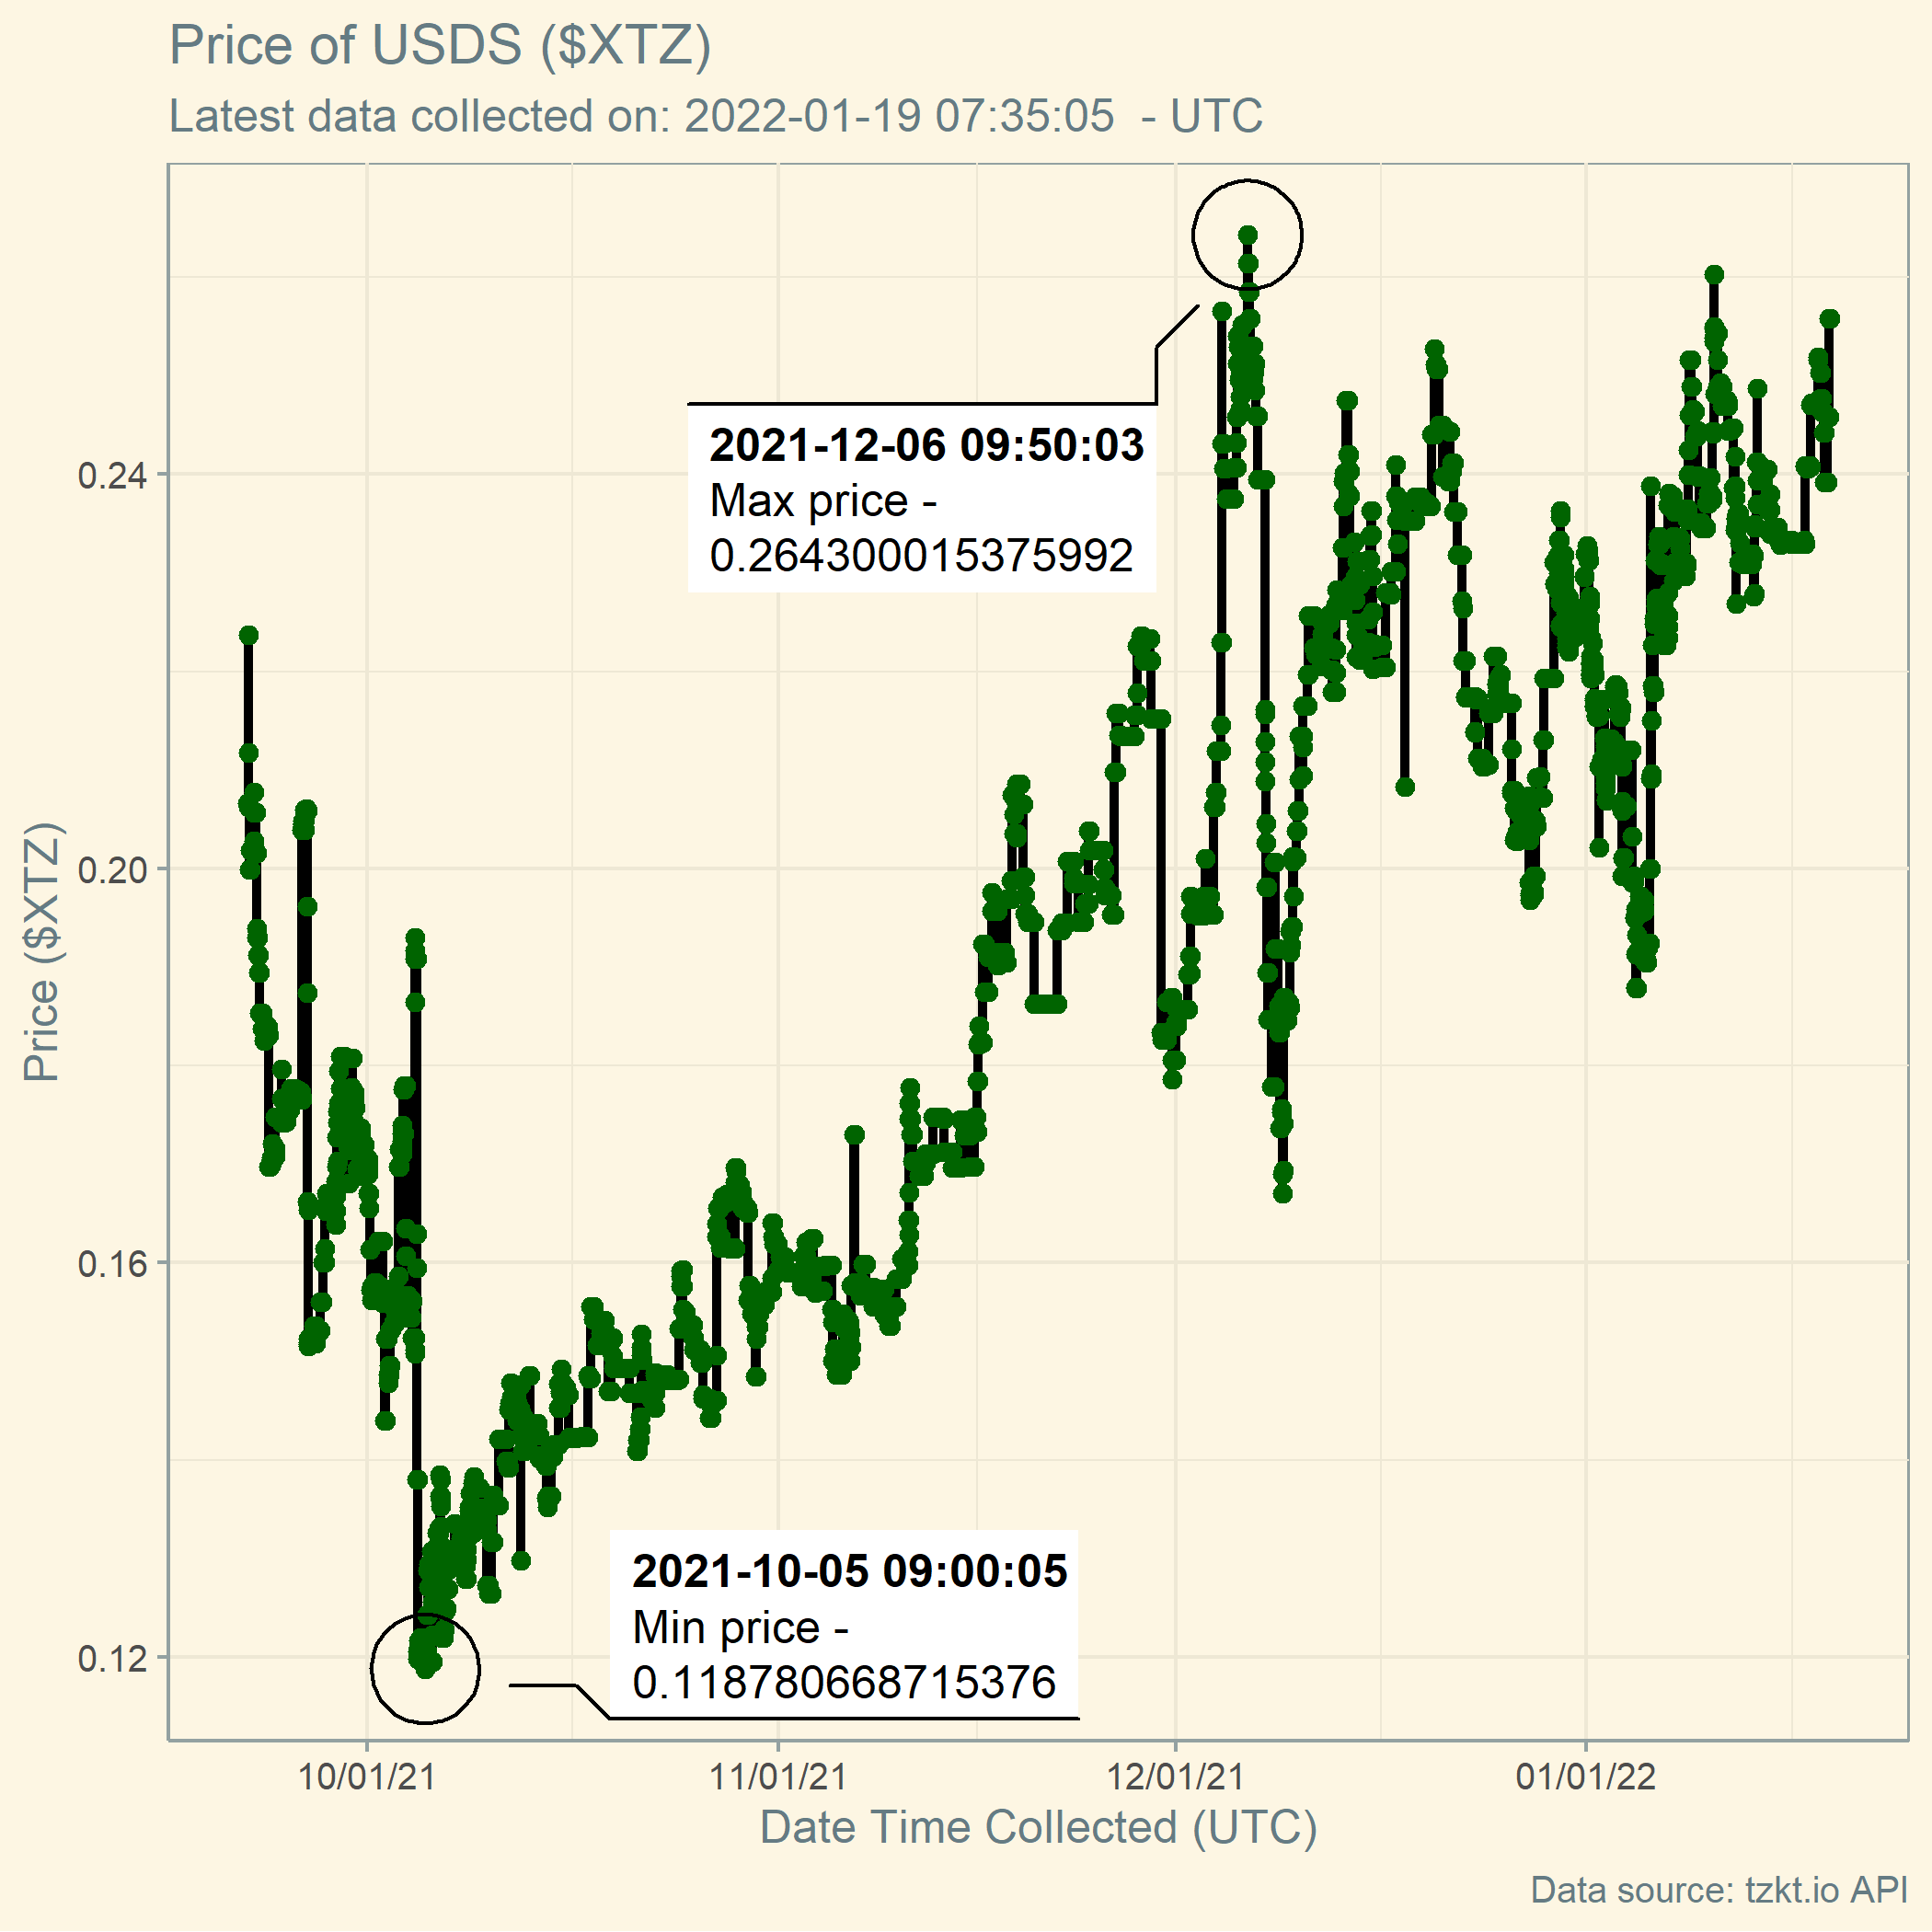 Price of USDS ($XTZ)
Latest data collected on: 2022-01-19 07:35:05 - UTC
Price ($XTZ)
0.24
0.20
0.16
0.12
2021-12-06 09:50:03
Max price -
0.264300015375992
2021-10-05 09:00:05
Min price -
0.118780668715376
10/01/21
11/01/21
12/01/21
01/01/22
Date Time Collected (UTC)
Data source: tzkt.io API